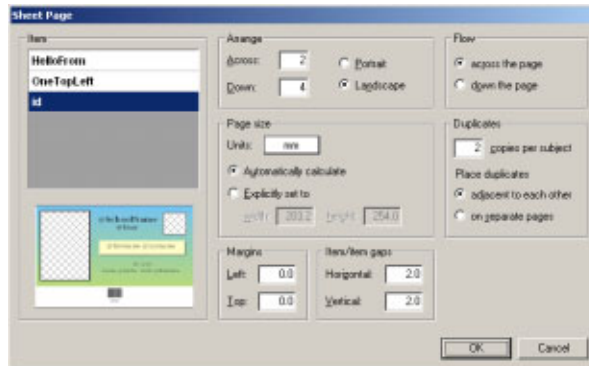 Sheet Page
Item
HelloFrom
OneTopLeft
id
Arrange
Across: 2
Down: 4
Portrait
Landscape
Flow
across the page
down the page
Page size
Units: mm
Automatically calculate
Explicitly set to
width: 203.2 height: 254.0
Duplicates
2 copies per subject
Place duplicates
adjacent to each other
on separate pages
Margins
Left: 0.0
Top: 0.0
Item/Item gaps
Horizontal: 2.0
Vertical: 2.0
OK
Cancel